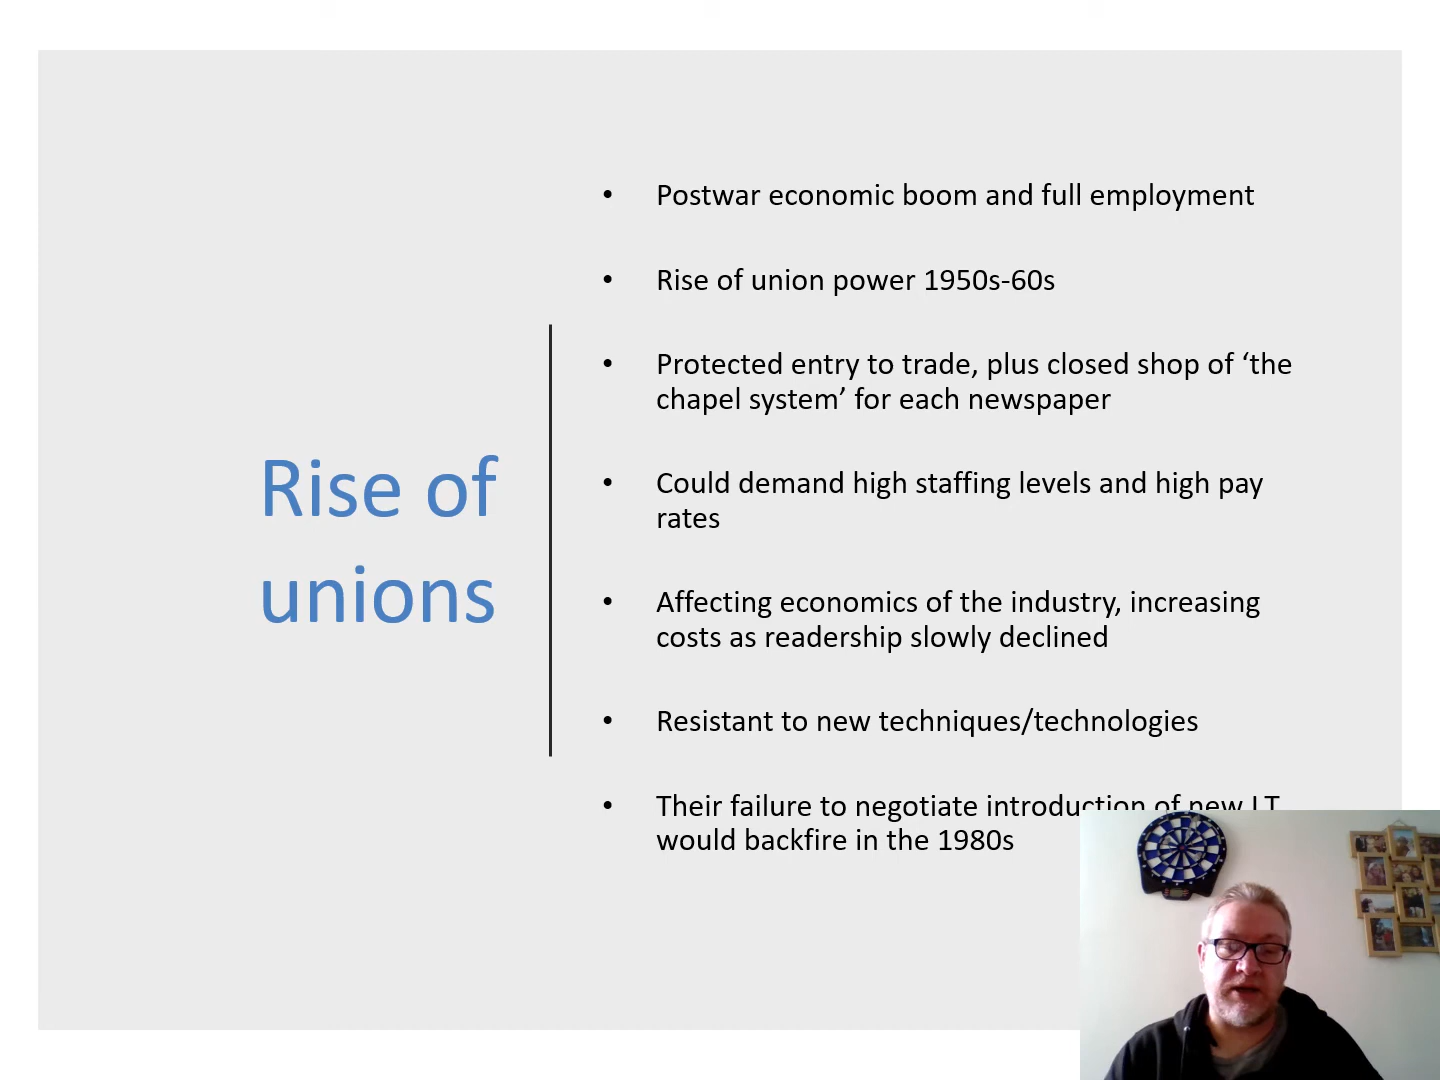 Rise of
unions
• Postwar economic boom and full employment
• Rise of union power 1950s-60s
• Protected entry to trade, plus closed shop of ‘the
chapel system’ for each newspaper
• Could demand high staffing levels and high pay
rates
• Affecting economics of the industry, increasing
costs as readership slowly declined
• Resistant to new techniques/technologies
• Their failure to negotiate introduction of new I.T
would backfire in the 1980s